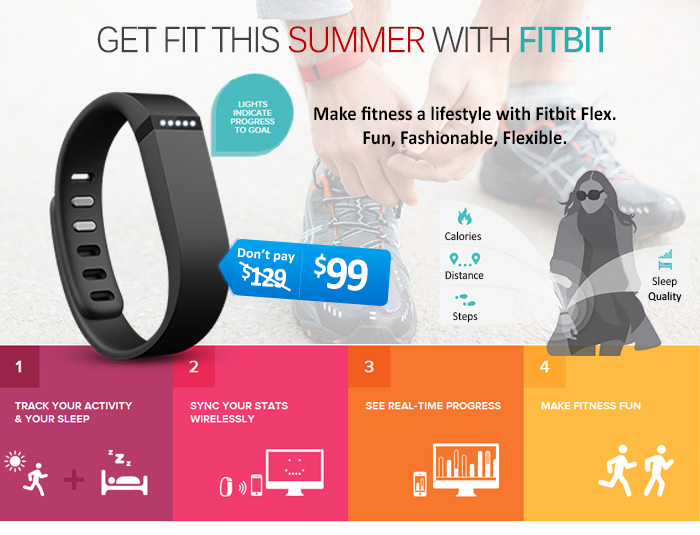 GET FIT THIS SUMMER WITH FITBIT
LIGHTS
INDICATE
PROGRESS
TO GOAL
Make fitness a lifestyle with Fitbit Flex.
Fun, Fashionable, Flexible.
Don't pay
$129
$99
Calories
Distance
Steps
Sleep
Quality
1
TRACK YOUR ACTIVITY
& YOUR SLEEP
zzz
2
SYNC YOUR STATS
WIRELESSLY
3
SEE REAL-TIME PROGRESS
4
MAKE FITNESS FUN